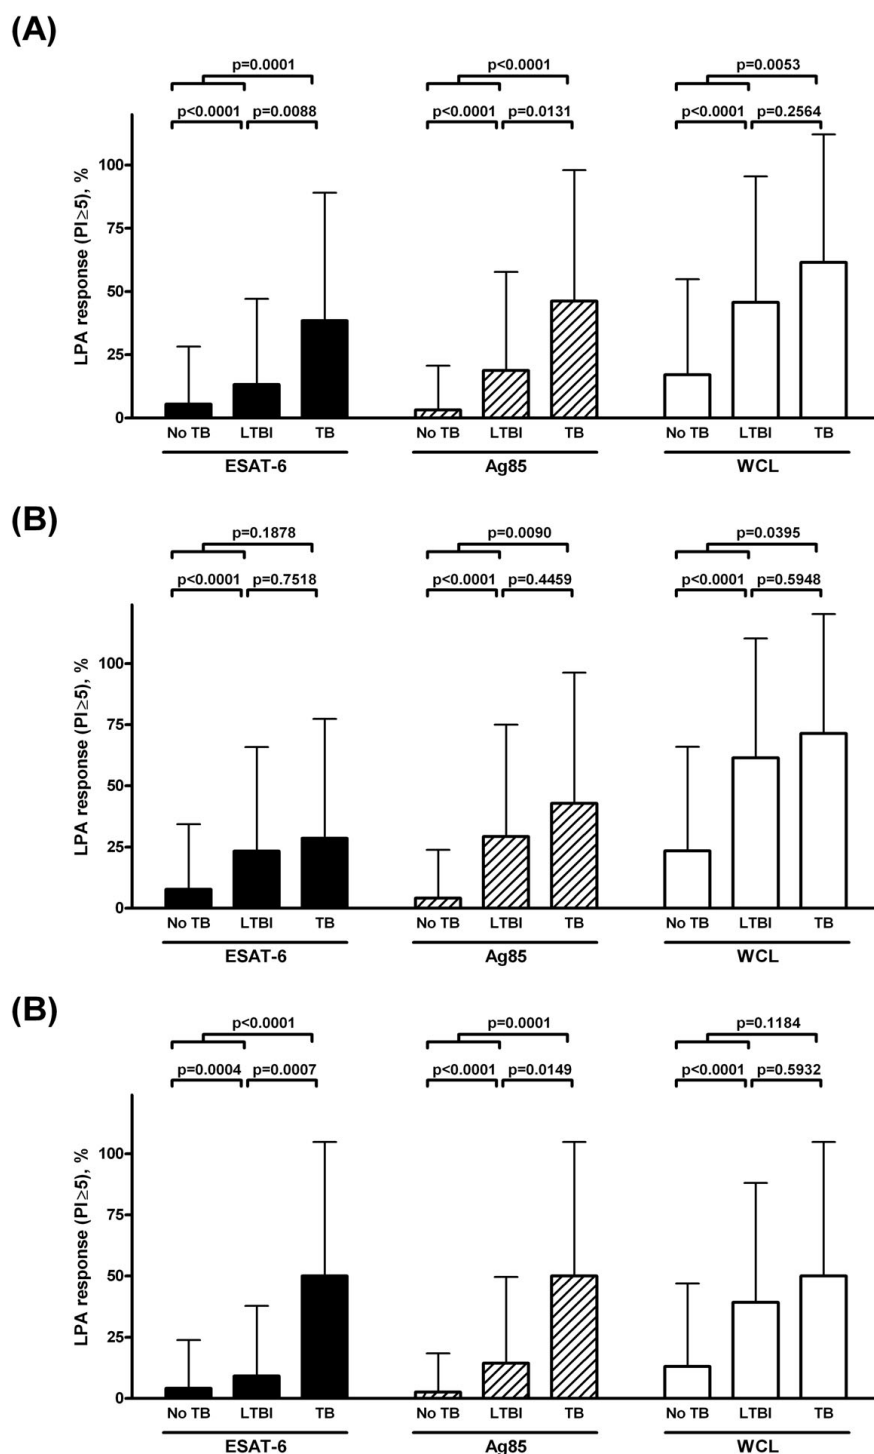 (A)
p=0.0001 p<0.0001 p=0.0053
p<0.0001 p=0.0088 p<0.0001 p=0.0131 p<0.0001 p=0.2564
LPA response (PI≥5), %
100
75
50
25
0
No TB LTBI TB No TB LTBI TB No TB LTBI TB
ESAT-6 Ag85 WCL
(B)
p=0.1878 p=0.0090 p=0.0395
p<0.0001 p=0.7518 p<0.0001 p=0.4459 p<0.0001 p=0.5948
LPA response (PI≥5), %
100
75
50
25
0
No TB LTBI TB No TB LTBI TB No TB LTBI TB
ESAT-6 Ag85 WCL
(B)
p<0.0001 p=0.0001 p=0.1184
p=0.0004 p=0.0007 p<0.0001 p=0.0149 p<0.0001 p=0.5932
LPA response (PI≥5), %
100
75
50
25
0
No TB LTBI TB No TB LTBI TB No TB LTBI TB
ESAT-6 Ag85 WCL